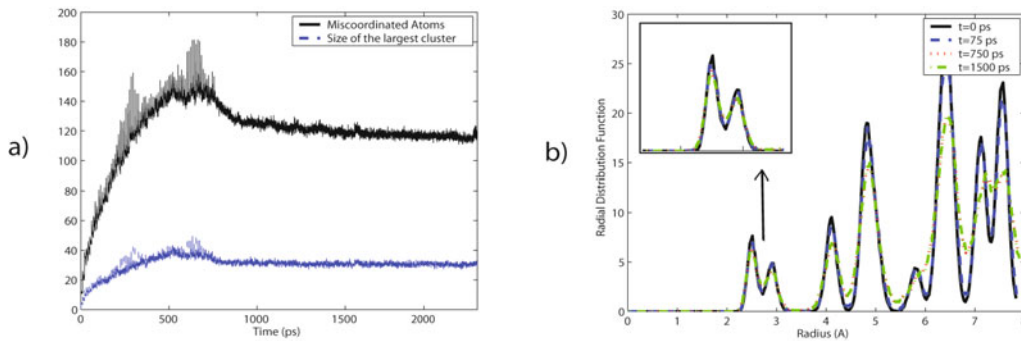 a)
Miscoordinated Atoms
Size of the largest cluster
200
180
160
140
120
100
80
60
40
20
0
0 500 1000 1500 2000
Time (ps)
b)
Radial Distribution Function
30
25
20
15
10
5
0
t=0 ps
t=75 ps
t=750 ps
t=1500 ps
0 1 2 3 4 5 6 7 8
Radius (A)